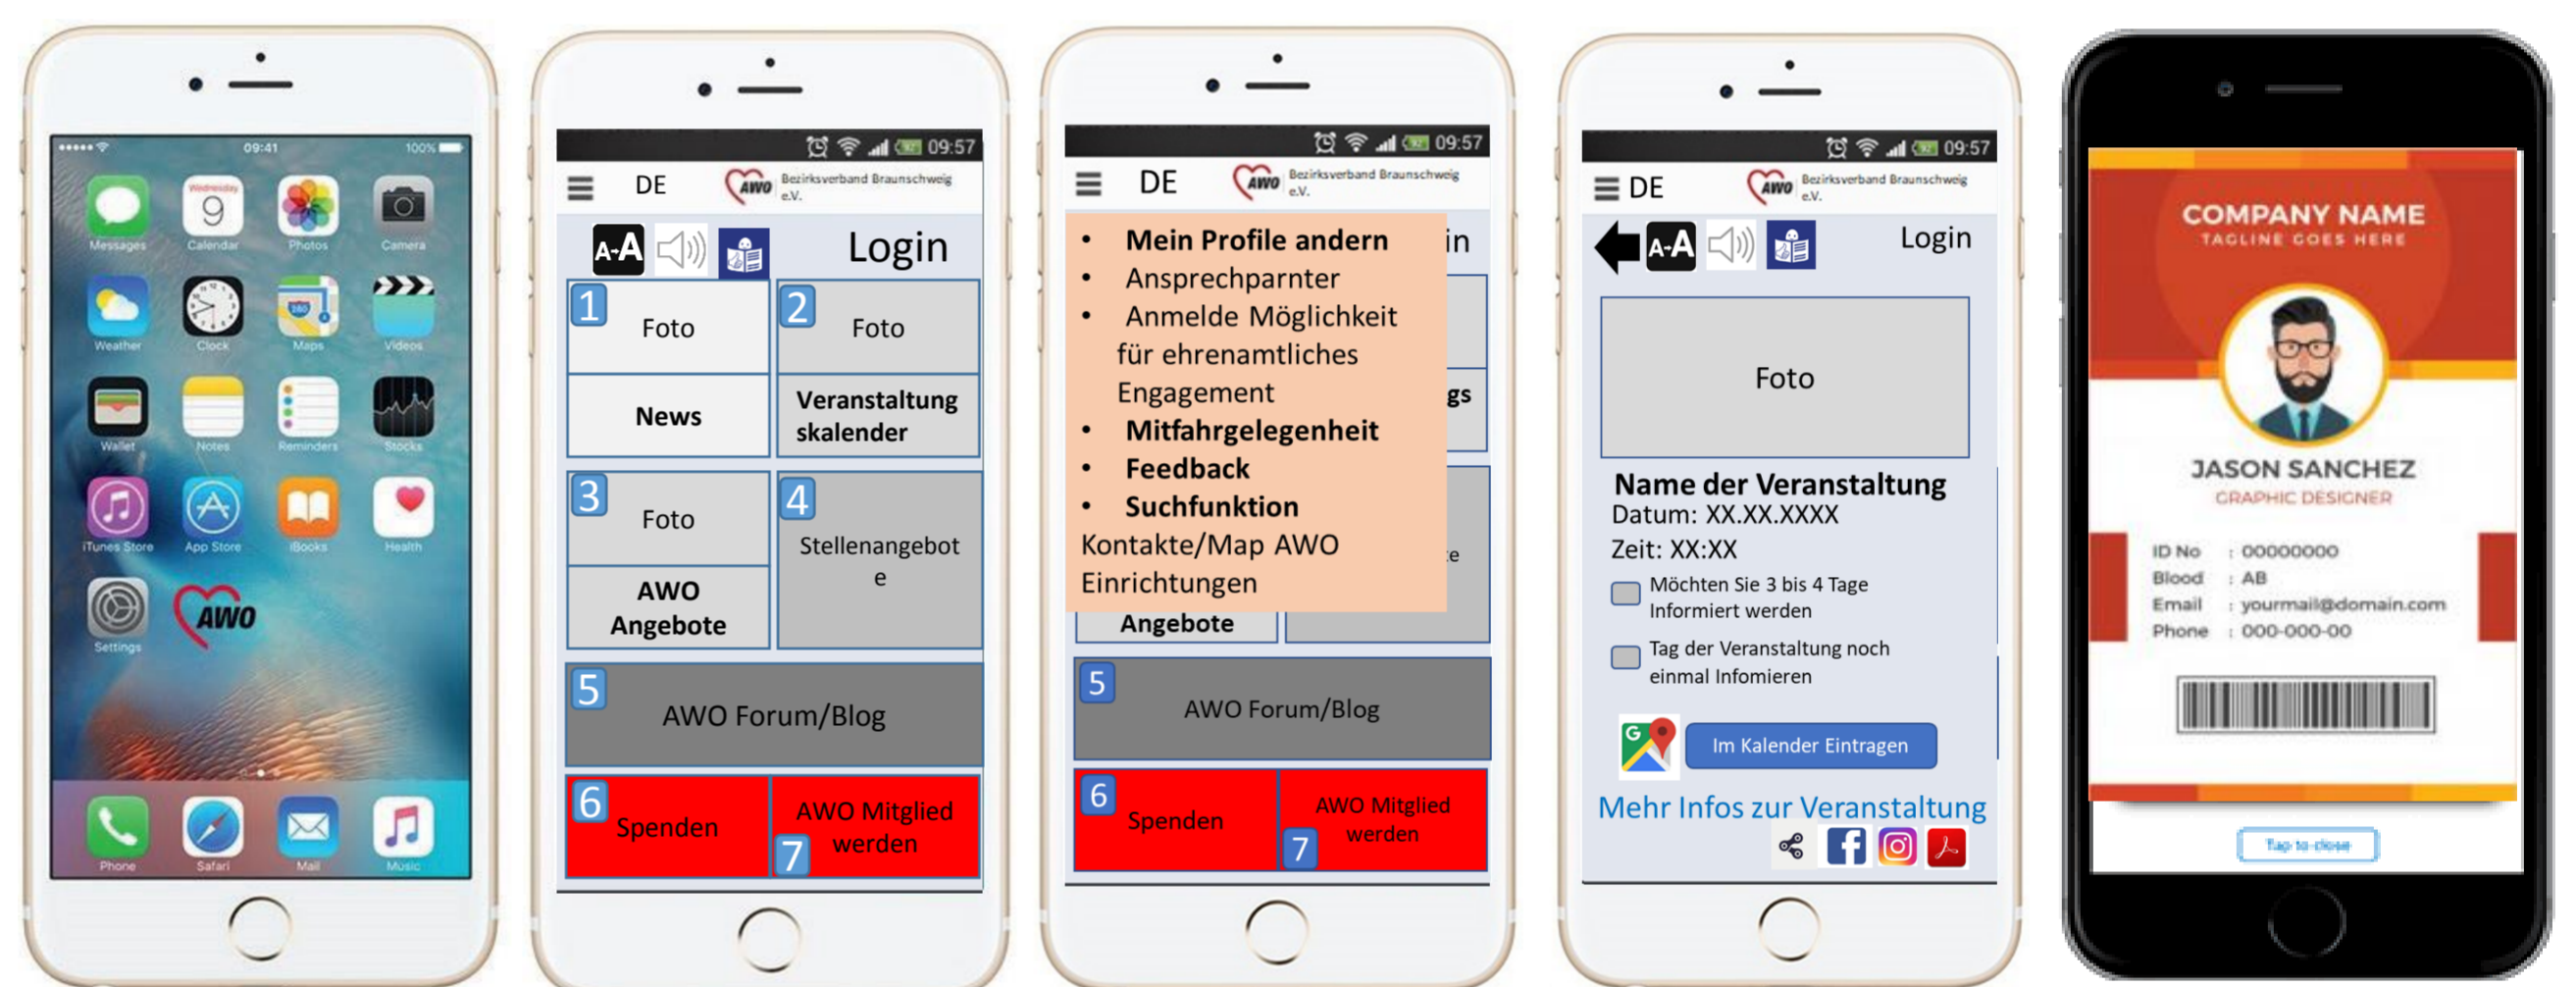 09:41
100%
Wednesday
9
Messages
Calendar
Photos
Camera
280
Weather
Clock
Maps
Videos
Wallet
Notes
Reminders
Stocks
iTunes Store
App Store
iBooks
Health
AWO
Settings
Phone
Safari
Mail
Music
09:57
DE
AWO
Bezirksverband Braunschweig
e.V.
A-A
Login
1
Foto
News
2
Foto
Veranstaltung
skalender
3
Foto
AWO
Angebote
4
Stellenangebot
e
5
AWO Forum/Blog
6
Spenden
AWO Mitglied
werden
7
09:57
DE
AWO
Bezirksverband Braunschweig
e.V.
in
• Mein Profile andern
• Ansprechparnter
• Anmelde Möglichkeit
für ehrenamtliches
Engagement
• Mitfahrgelegenheit
• Feedback
• Suchfunktion
Kontakte/Map AWO
Einrichtungen
gs
e
Angebote
5
AWO Forum/Blog
6
Spenden
AWO Mitglied
werden
7
09:57
DE
AWO
Bezirksverband Braunschweig
e.V.
A-A
Login
Foto
Name der Veranstaltung
Datum: XX.XX.XXXX
Zeit: XX:XX
Möchten Sie 3 bis 4 Tage
Informiert werden
Tag der Veranstaltung noch
einmal Infomieren
G
Im Kalender Eintragen
Mehr Infos zur Veranstaltung
f
COMPANY NAME
TAGLINE GOES HERE
JASON SANCHEZ
GRAPHIC DESIGNER
ID No : 00000000
Blood : AB
Email : yourmail@domain.com
Phone : 000-000-00
Tap to close